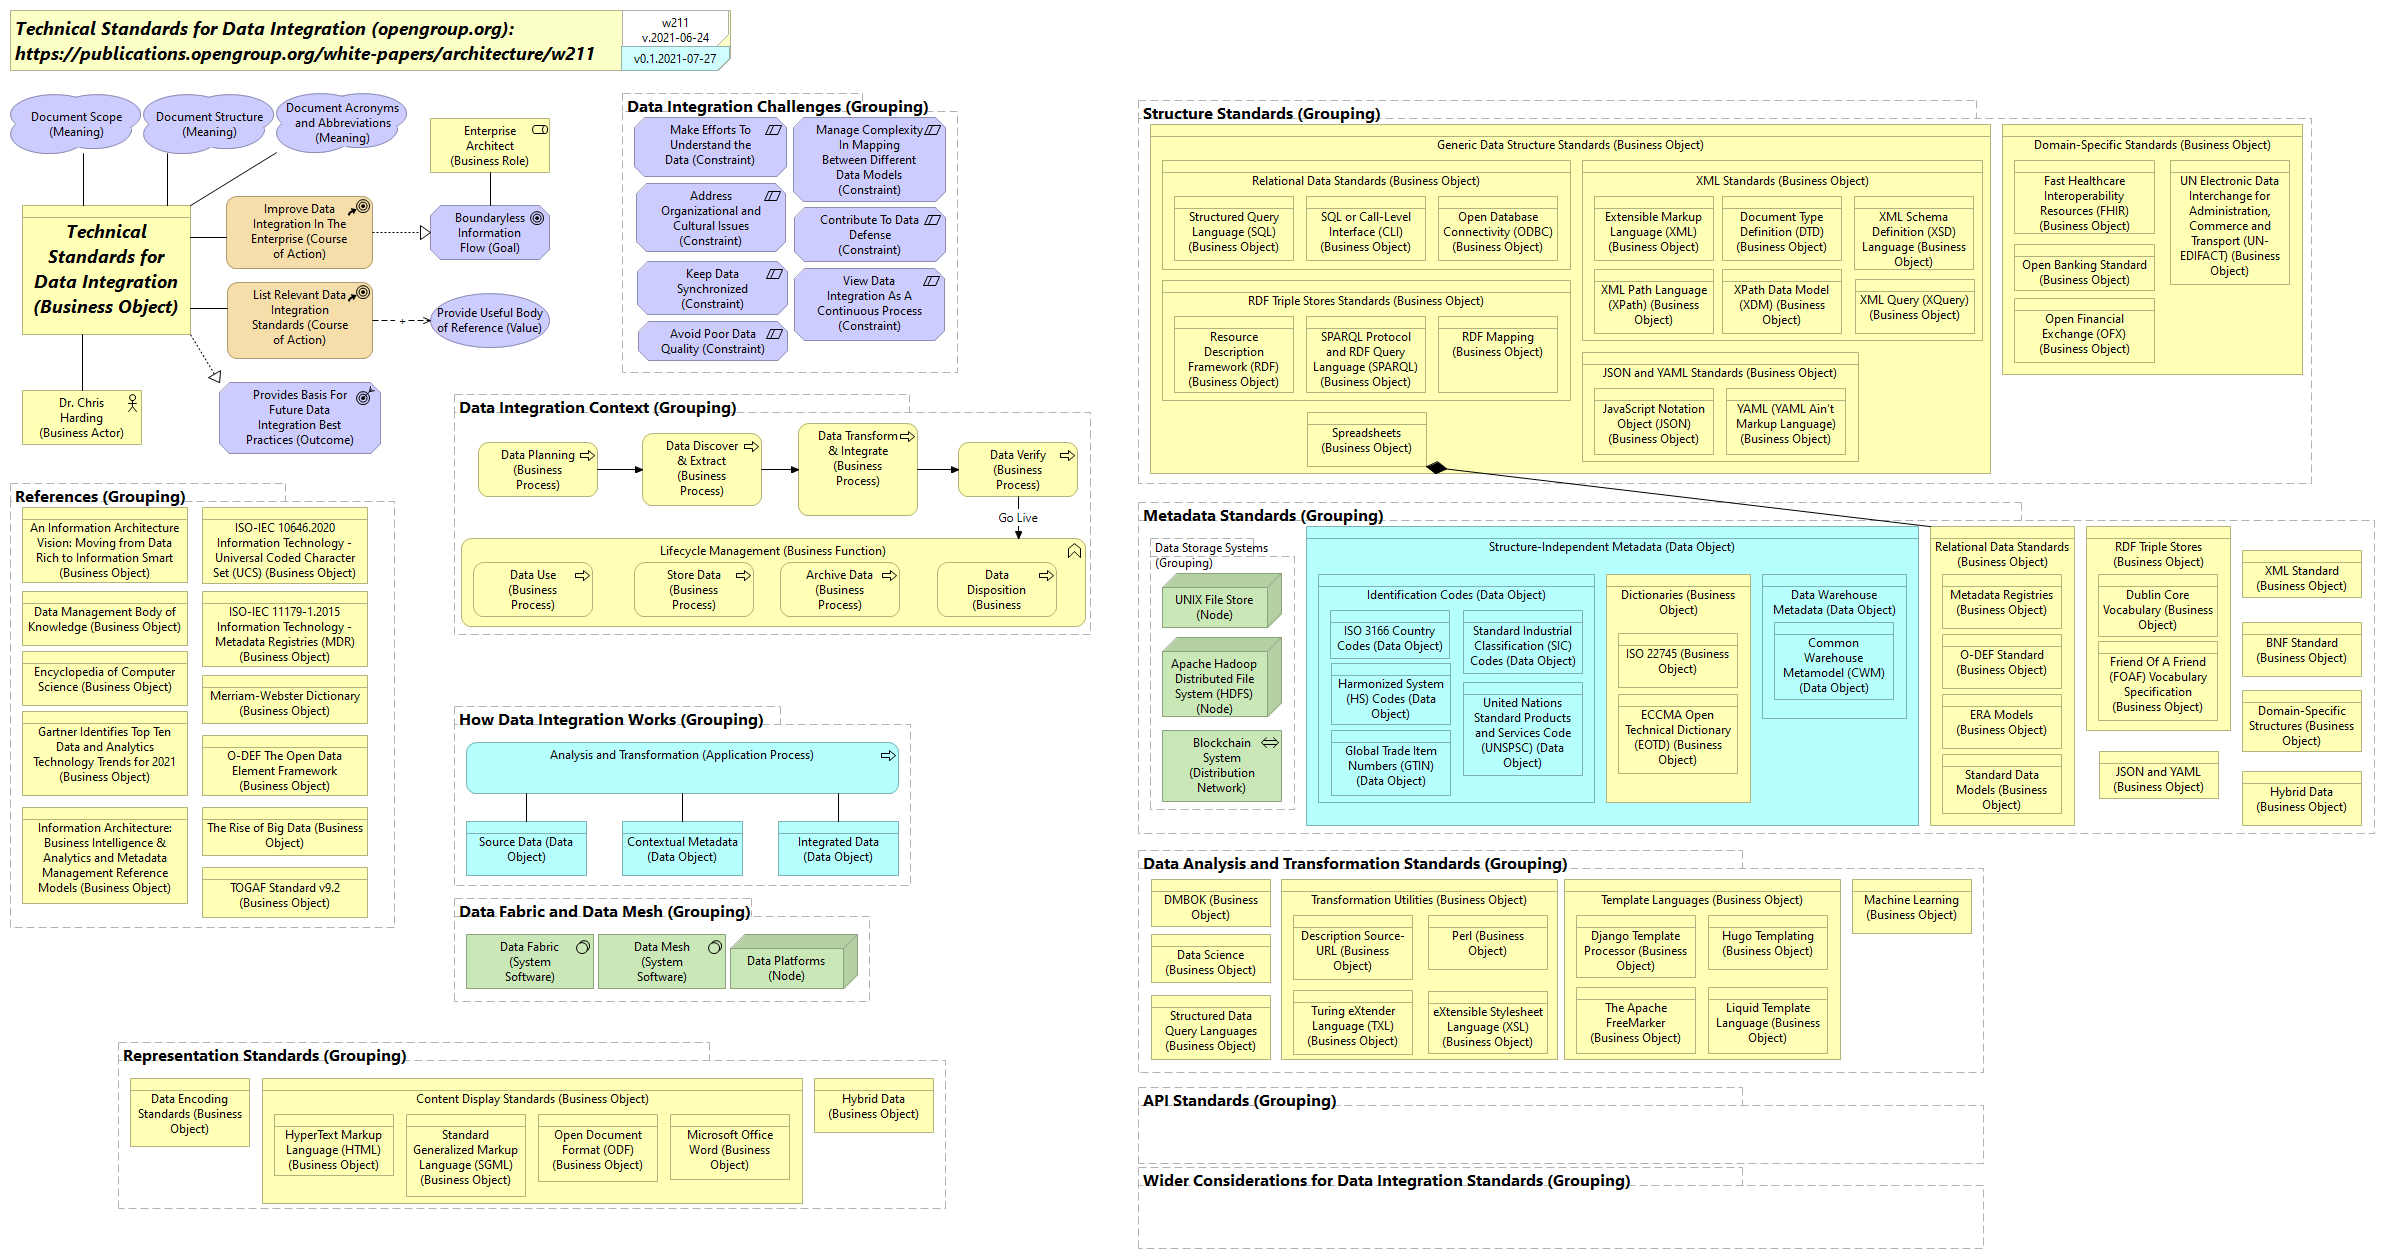 Technical Standards for Data Integration (opengroup.org):
https://publications.opengroup.org/white-papers/architecture/w211
w211
v.2021-06-24
v0.1.2021-07-27
Document Scope
(Meaning)
Document Structure
(Meaning)
Document Acronyms
and Abbreviations
(Meaning)
Enterprise
Architect
(Business Role)
Technical
Standards for
Data Integration
(Business Object)
Improve Data
Integration In The
Enterprise (Course
of Action)
Boundaryless
Information
Flow (Goal)
List Relevant Data
Integration
Standards (Course
of Action)
+
Provide Useful Body
of Reference (Value)
Dr. Chris
Harding
(Business Actor)
Provides Basis For
Future Data
Integration Best
Practices (Outcome)
Data Integration Challenges (Grouping)
Make Efforts To
Understand the
Data (Constraint)
Manage Complexity
In Mapping
Between Different
Data Models
(Constraint)
Address
Organizational and
Cultural Issues
(Constraint)
Contribute To Data
Defense
(Constraint)
Keep Data
Synchronized
(Constraint)
View Data
Integration As A
Continuous Process
(Constraint)
Avoid Poor Data
Quality (Constraint)
Data Integration Context (Grouping)
Data Planning
(Business
Process)
Data Discover
& Extract
(Business
Process)
Data Transform
& Integrate
(Business
Process)
Data Verify
(Business
Process)
Go Live
Lifecycle Management (Business Function)
Data Use
(Business
Process)
Store Data
(Business
Process)
Archive Data
(Business
Process)
Data
Disposition
(Business
References (Grouping)
An Information Architecture
Vision: Moving from Data
Rich to Information Smart
(Business Object)
ISO-IEC 10646.2020
Information Technology -
Universal Coded Character
Set (UCS) (Business Object)
Data Management Body of
Knowledge (Business Object)
ISO-IEC 11179-1.2015
Information Technology -
Metadata Registries (MDR)
(Business Object)
Encyclopedia of Computer
Science (Business Object)
Merriam-Webster Dictionary
(Business Object)
Gartner Identifies Top Ten
Data and Analytics
Technology Trends for 2021
(Business Object)
O-DEF The Open Data
Element Framework
(Business Object)
Information Architecture:
Business Intelligence &
Analytics and Metadata
Management Reference
Models (Business Object)
The Rise of Big Data (Business
Object)
TOGAF Standard v9.2
(Business Object)
How Data Integration Works (Grouping)
Analysis and Transformation (Application Process)
Source Data (Data
Object)
Contextual Metadata
(Data Object)
Integrated Data
(Data Object)
Data Fabric and Data Mesh (Grouping)
Data Fabric
(System
Software)
Data Mesh
(System
Software)
Data Platforms
(Node)
Representation Standards (Grouping)
Data Encoding
Standards (Business
Object)
Content Display Standards (Business Object)
HyperText Markup
Language (HTML)
(Business Object)
Standard
Generalized Markup
Language (SGML)
(Business Object)
Open Document
Format (ODF)
(Business Object)
Microsoft Office
Word (Business
Object)
Hybrid Data
(Business Object)
Structure Standards (Grouping)
Generic Data Structure Standards (Business Object)
Relational Data Standards (Business Object)
Structured Query
Language (SQL)
(Business Object)
SQL or Call-Level
Interface (CLI)
(Business Object)
Open Database
Connectivity (ODBC)
(Business Object)
XML Standards (Business Object)
Extensible Markup
Language (XML)
(Business Object)
Document Type
Definition (DTD)
(Business Object)
XML Schema
Definition (XSD)
Language (Business
Object)
XML Path Language
(XPath) (Business
Object)
XPath Data Model
(XDM) (Business
Object)
XML Query (XQuery)
(Business Object)
RDF Triple Stores Standards (Business Object)
Resource
Description
Framework (RDF)
(Business Object)
SPARQL Protocol
and RDF Query
Language (SPARQL)
(Business Object)
RDF Mapping
(Business Object)
JSON and YAML Standards (Business Object)
JavaScript Notation
Object (JSON)
(Business Object)
YAML (YAML Ain't
Markup Language)
(Business Object)
Spreadsheets
(Business Object)
Domain-Specific Standards (Business Object)
Fast Healthcare
Interoperability
Resources (FHIR)
(Business Object)
UN Electronic Data
Interchange for
Administration,
Commerce and
Transport (UN-
EDIFACT) (Business
Object)
Open Banking Standard
(Business Object)
Open Financial
Exchange (OFX)
(Business Object)
Metadata Standards (Grouping)
Data Storage Systems
(Grouping)
UNIX File Store
(Node)
Apache Hadoop
Distributed File
System (HDFS)
(Node)
Blockchain
System
(Distribution
Network)
Structure-Independent Metadata (Data Object)
Identification Codes (Data Object)
ISO 3166 Country
Codes (Data Object)
Standard Industrial
Classification (SIC)
Codes (Data Object)
Harmonized System
(HS) Codes (Data
Object)
United Nations
Standard Products
and Services Code
(UNSPSC) (Data
Object)
Global Trade Item
Numbers (GTIN)
(Data Object)
Dictionaries (Business
Object)
ISO 22745 (Business
Object)
ECCMA Open
Technical Dictionary
(EOTD) (Business
Object)
Data Warehouse
Metadata (Data Object)
Common
Warehouse
Metamodel (CWM)
(Data Object)
Relational Data Standards
(Business Object)
Metadata Registries
(Business Object)
O-DEF Standard
(Business Object)
ERA Models
(Business Object)
Standard Data
Models (Business
Object)
RDF Triple Stores
(Business Object)
Dublin Core
Vocabulary (Business
Object)
Friend Of A Friend
(FOAF) Vocabulary
Specification
(Business Object)
JSON and YAML
(Business Object)
XML Standard
(Business Object)
BNF Standard
(Business Object)
Domain-Specific
Structures (Business
Object)
Hybrid Data
(Business Object)
Data Analysis and Transformation Standards (Grouping)
DMBOK (Business
Object)
Data Science
(Business Object)
Structured Data
Query Languages
(Business Object)
Transformation Utilities (Business Object)
Description Source-
URL (Business
Object)
Perl (Business
Object)
Turing eXtender
Language (TXL)
(Business Object)
eXtensible Stylesheet
Language (XSL)
(Business Object)
Template Languages (Business Object)
Django Template
Processor (Business
Object)
Hugo Templating
(Business Object)
The Apache
FreeMarker
(Business Object)
Liquid Template
Language (Business
Object)
Machine Learning
(Business Object)
API Standards (Grouping)
Wider Considerations for Data Integration Standards (Grouping)